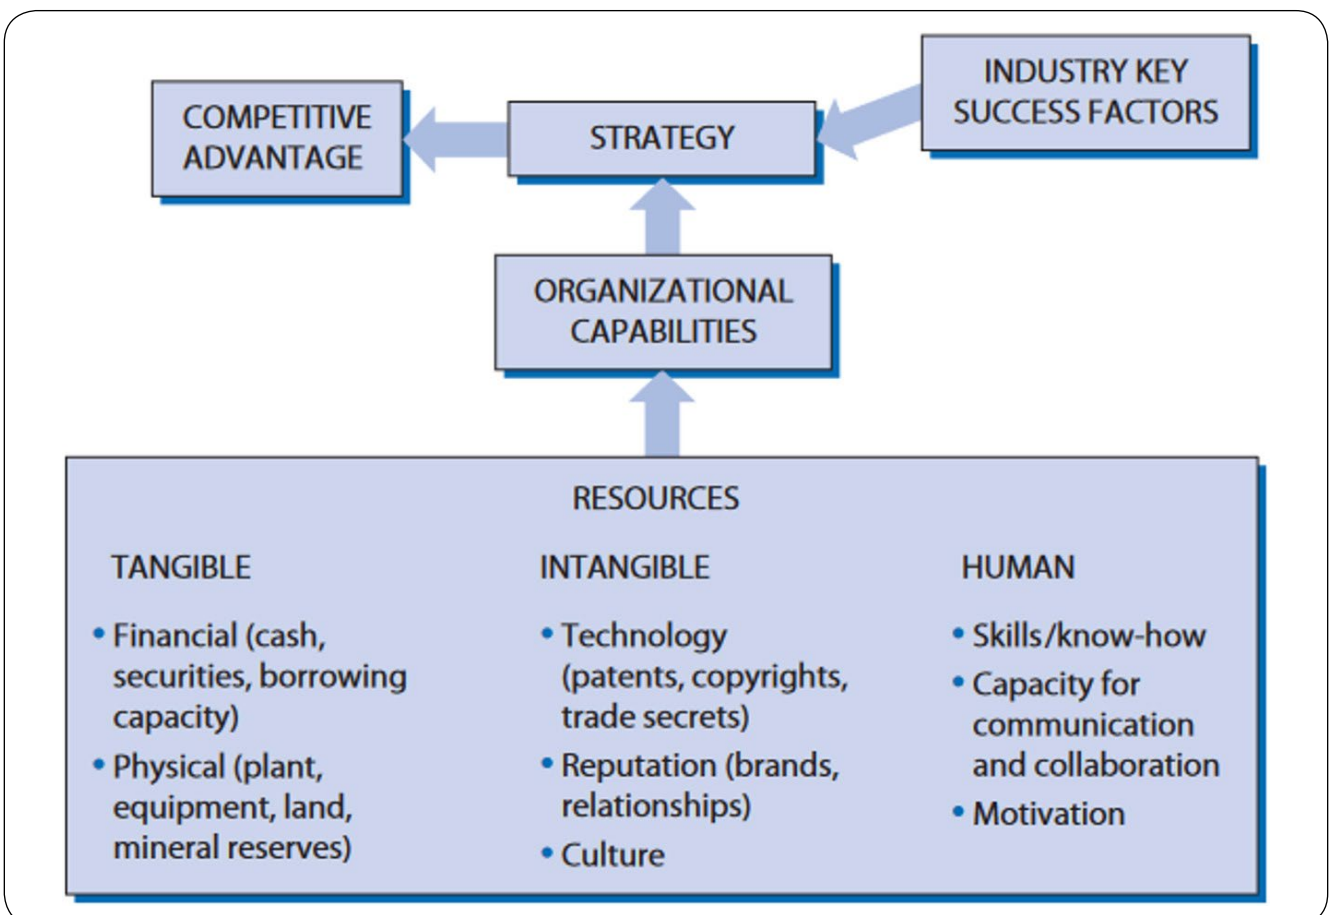 COMPETITIVE
ADVANTAGE
STRATEGY
INDUSTRY KEY
SUCCESS FACTORS
ORGANIZATIONAL
CAPABILITIES
RESOURCES
TANGIBLE
• Financial (cash,
securities, borrowing
capacity)
• Physical (plant,
equipment, land,
mineral reserves)
INTANGIBLE
• Technology
(patents, copyrights,
trade secrets)
• Reputation (brands,
relationships)
• Culture
HUMAN
• Skills/know-how
• Capacity for
communication
and collaboration
• Motivation